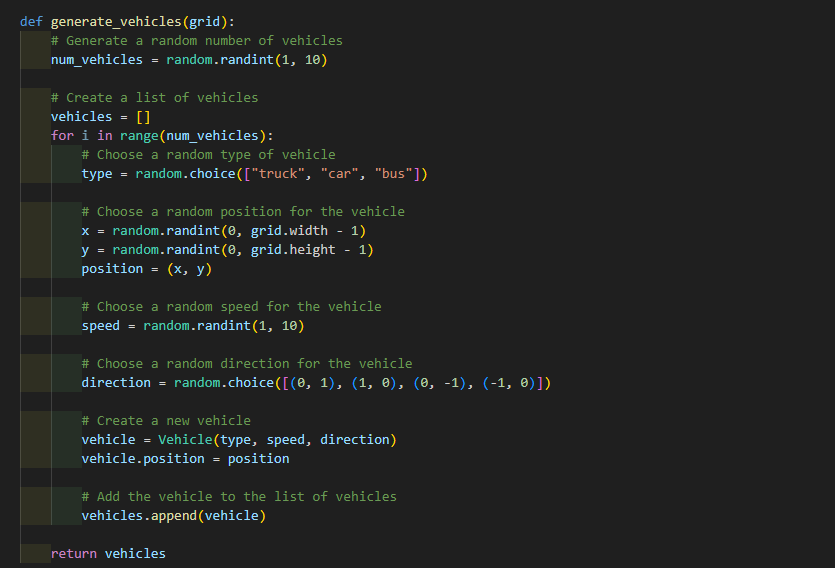 def generate_vehicles(grid):
    # Generate a random number of vehicles
    num_vehicles = random.randint(1, 10)

    # Create a list of vehicles
    vehicles = []
    for i in range(num_vehicles):
        # Choose a random type of vehicle
        type = random.choice(["truck", "car", "bus"])

        # Choose a random position for the vehicle
        x = random.randint(0, grid.width - 1)
        y = random.randint(0, grid.height - 1)
        position = (x, y)

        # Choose a random speed for the vehicle
        speed = random.randint(1, 10)

        # Choose a random direction for the vehicle
        direction = random.choice([(0, 1), (1, 0), (0, -1), (-1, 0)])

        # Create a new vehicle
        vehicle = Vehicle(type, speed, direction)
        vehicle.position = position

        # Add the vehicle to the list of vehicles
        vehicles.append(vehicle)

    return vehicles